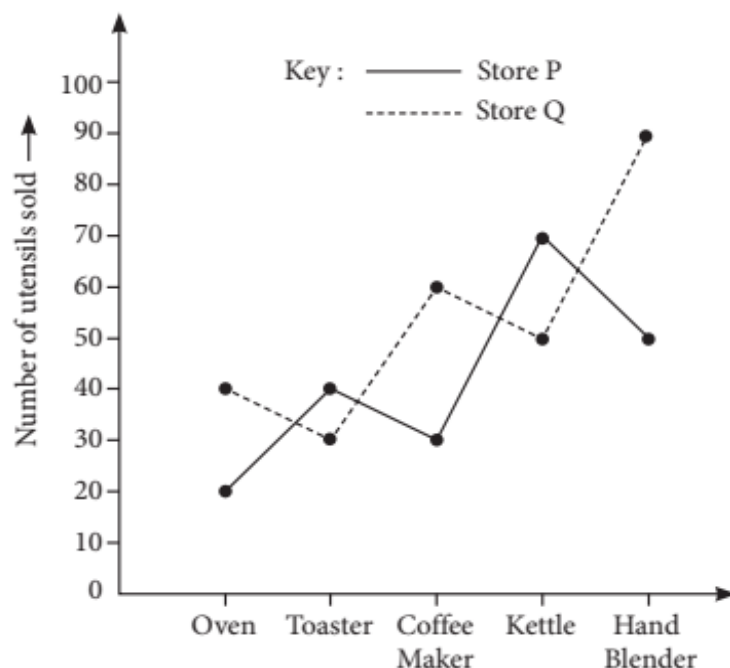 Key :
Store P
Store Q
Number of utensils sold
100
90
80
70
60
50
40
30
20
10
0
Oven
Toaster
Coffee
Maker
Kettle
Hand
Blender